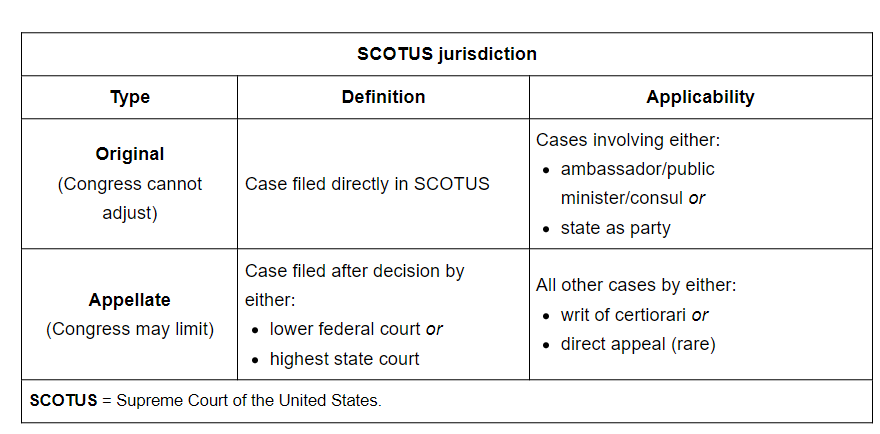 SCOTUS jurisdiction
Type
Definition
Applicability
Original
(Congress cannot
adjust)
Case filed directly in SCOTUS
Cases involving either:
• ambassador/public
minister/consul or
• state as party
Appellate
(Congress may limit)
Case filed after decision by
either:
• lower federal court or
• highest state court
All other cases by either:
• writ of certiorari or
• direct appeal (rare)
SCOTUS = Supreme Court of the United States.